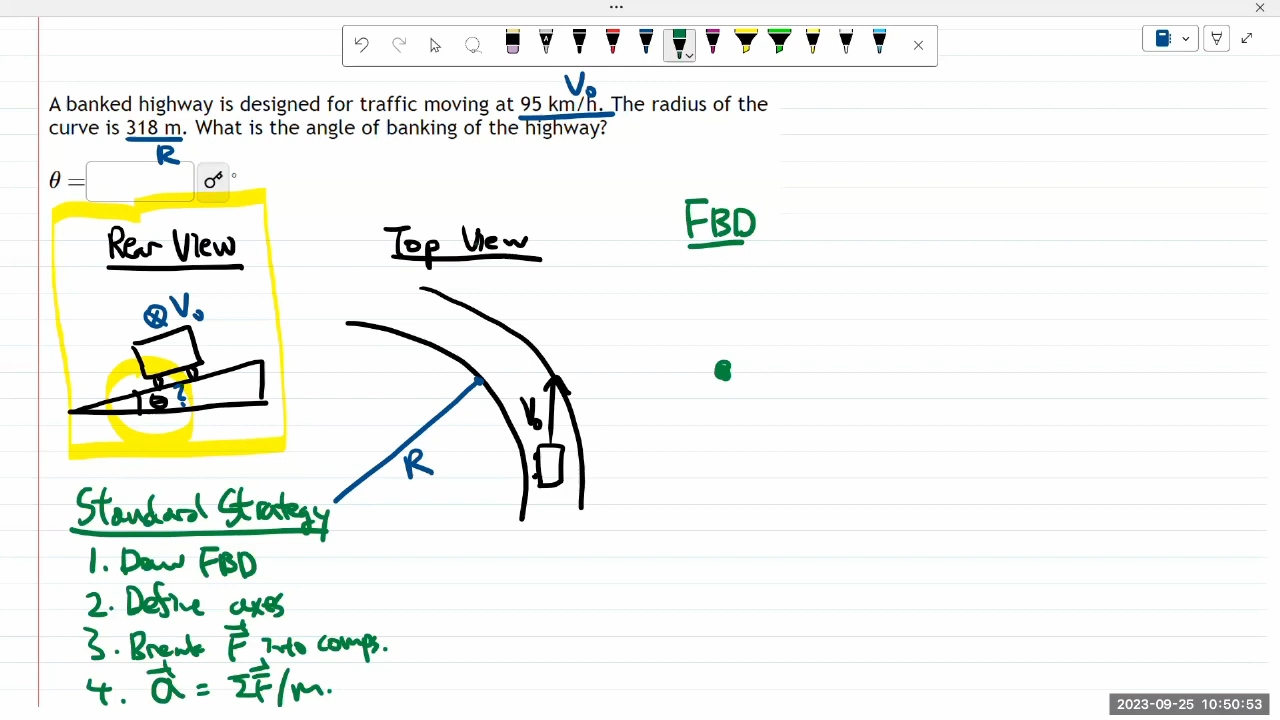 V₀
A banked highway is designed for traffic moving at 95 km/h. The radius of the
curve is 318 m. What is the angle of banking of the highway?
R
θ =
°
Rear View
Top View
FBD
V₀
θ ?
V₀
R
Standard Strategy
1. Draw FBD
2. Define axes
3. Break F⃗ into comps.
4. a⃗ = ΣF⃗/m.
2023-09-25 10:50:53